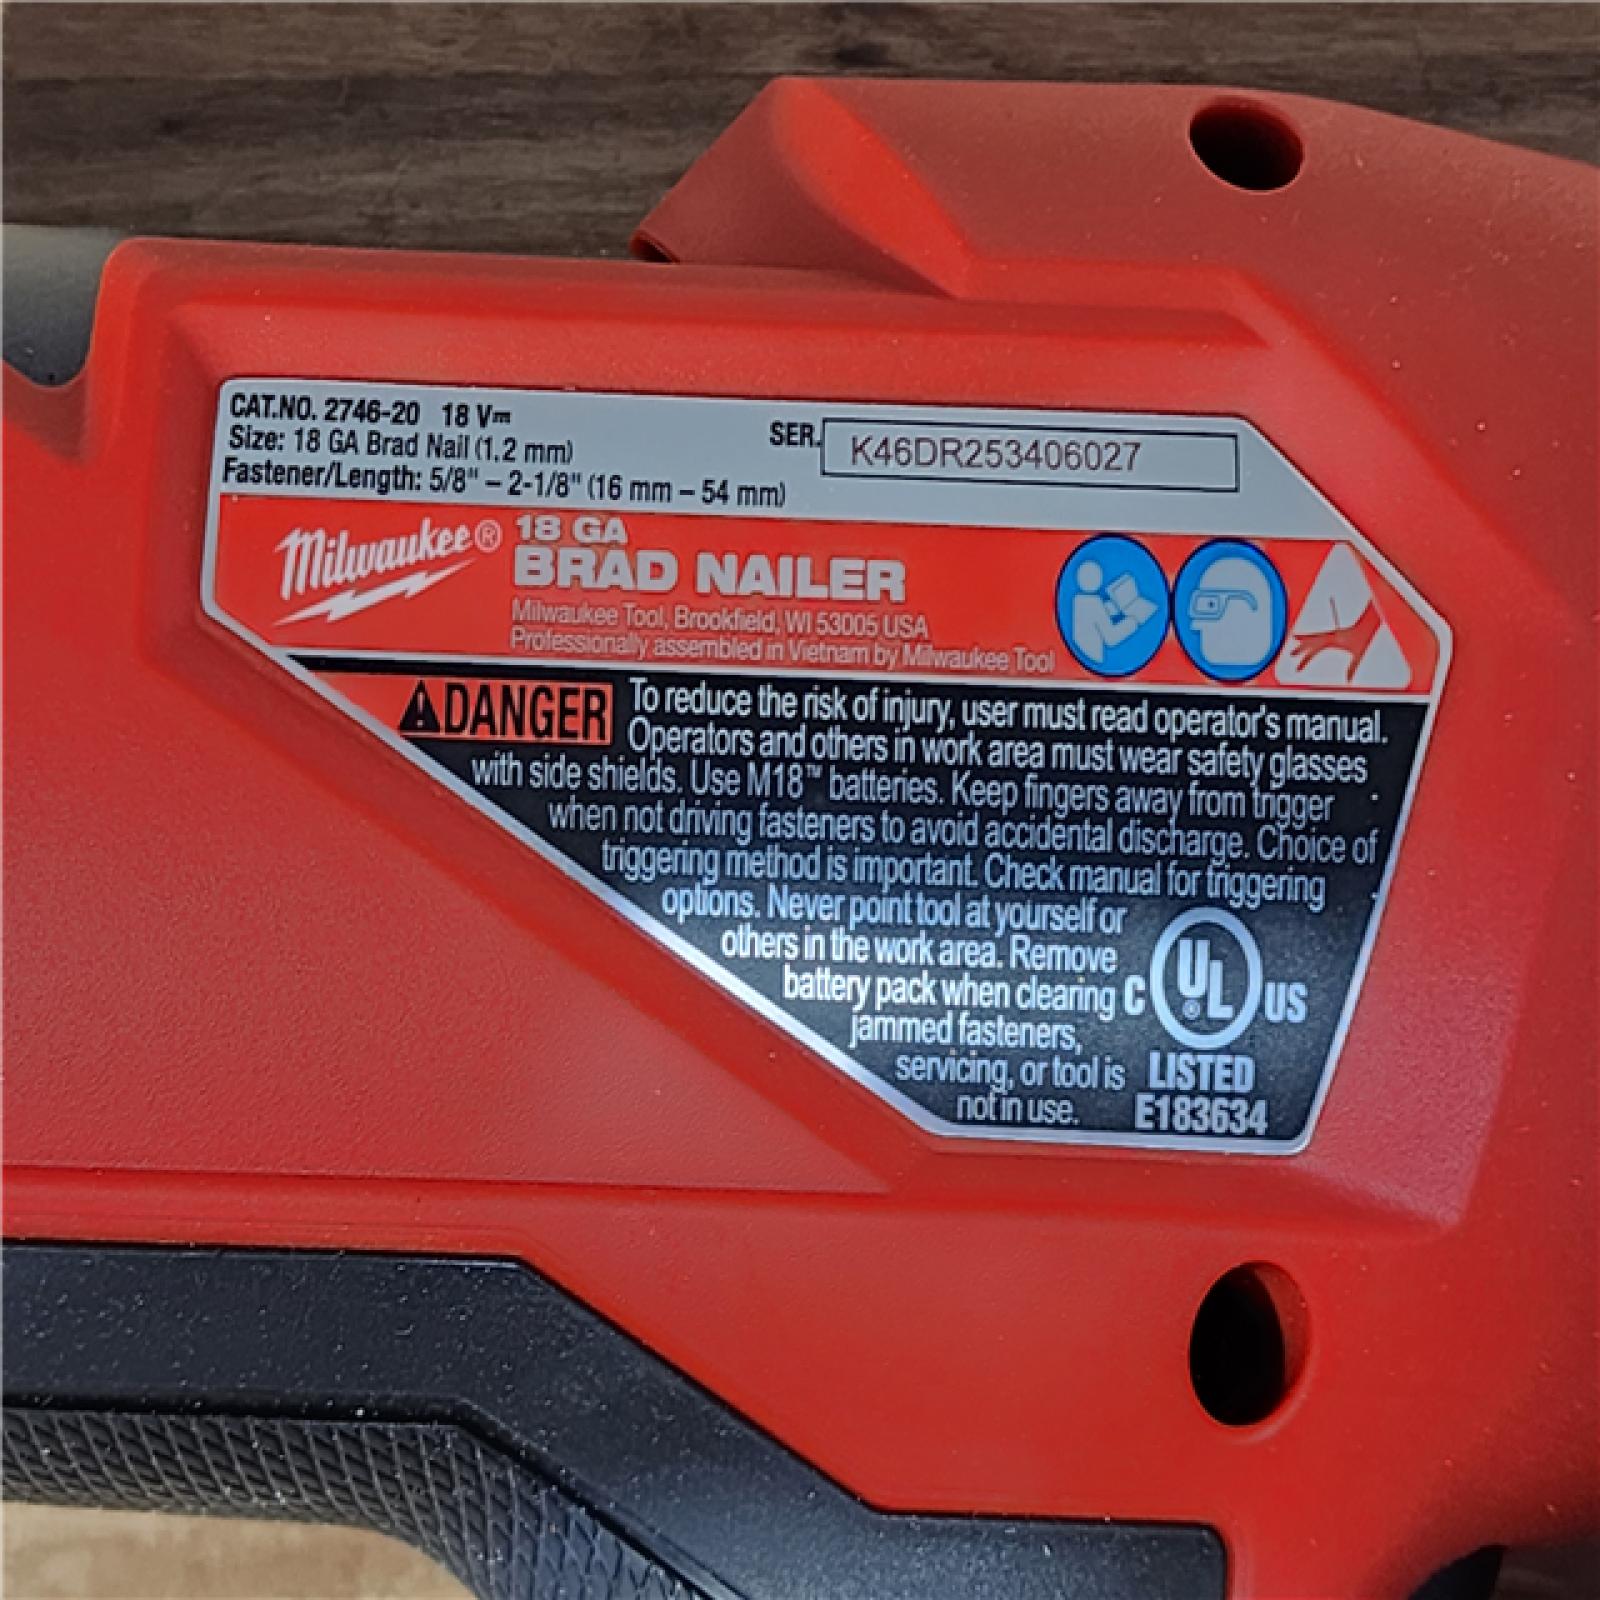 CAT.NO. 2746-20 18 V⎓
Size: 18 GA Brad Nail (1.2 mm)
Fastener/Length: 5/8" – 2-1/8" (16 mm – 54 mm)
SER. K46DR253406027
Milwaukee®
18 GA
BRAD NAILER
Milwaukee Tool, Brookfield, WI 53005 USA
Professionally assembled in Vietnam by Milwaukee Tool
DANGER To reduce the risk of injury, user must read operator's manual.
Operators and others in work area must wear safety glasses
with side shields. Use M18™ batteries. Keep fingers away from trigger
when not driving fasteners to avoid accidental discharge. Choice of
triggering method is important. Check manual for triggering
options. Never point tool at yourself or
others in the work area. Remove
battery pack when clearing
jammed fasteners,
servicing, or tool is
not in use.
C UL® US
LISTED
E183634